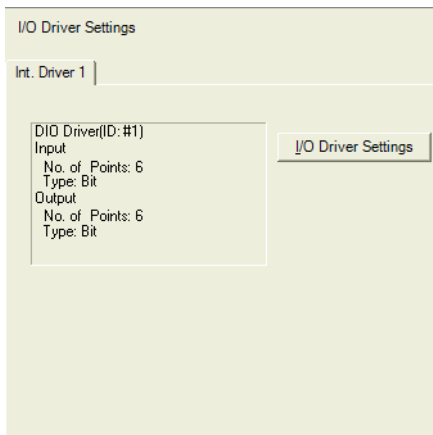 I/O Driver Settings
Int. Driver 1
DIO Driver(ID: #1)
Input
No. of Points: 6
Type: Bit
Output
No. of Points: 6
Type: Bit
I/O Driver Settings